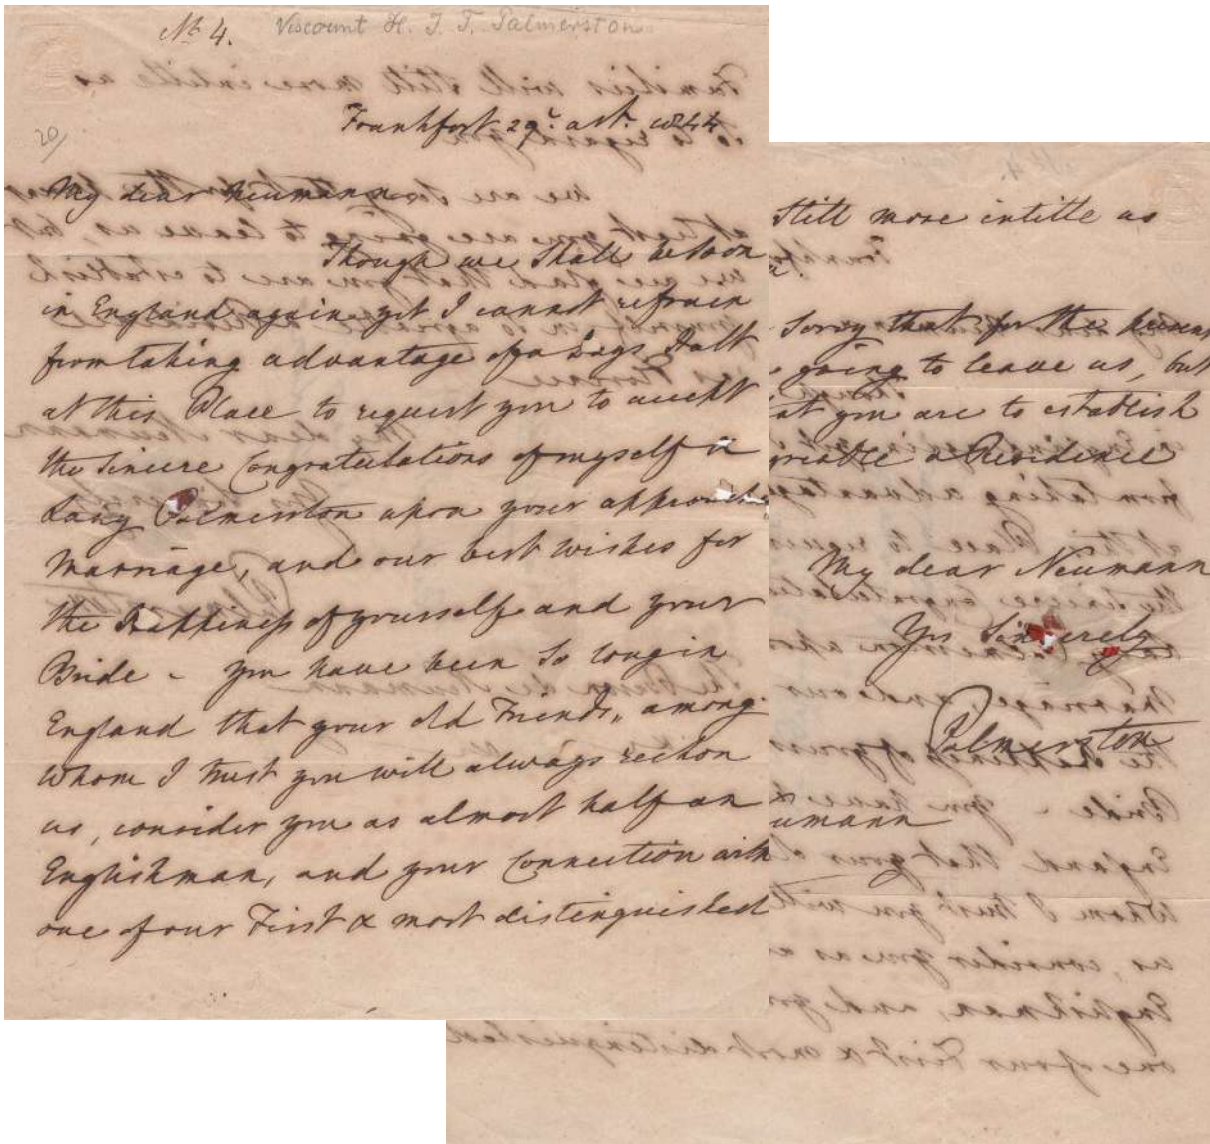 No 4.
Viscount H. J. T. Palmerston
20/
Frankfort 29 Oct. 1844
My dear Neumann
Though we shall be soon
in England again yet I cannot refrain
from taking advantage of a Days Halt
at this Place to request you to accept
the sincere Congratulations of myself &
Lady Palmerston upon your approaching
Marriage, and our best wishes for
the Happiness of yourself and your
Bride – you have been so long in
England that your old Friends, among
whom I trust you will always reckon
us, consider you as almost half an
Englishman, and your Connection with
one of our First & most distinguished
still more intitle us
sorry that for the
going to leave us, but
at you are to establish
greable a Residence
My dear Neumann
Yrs Sincerely
Palmerston
umann